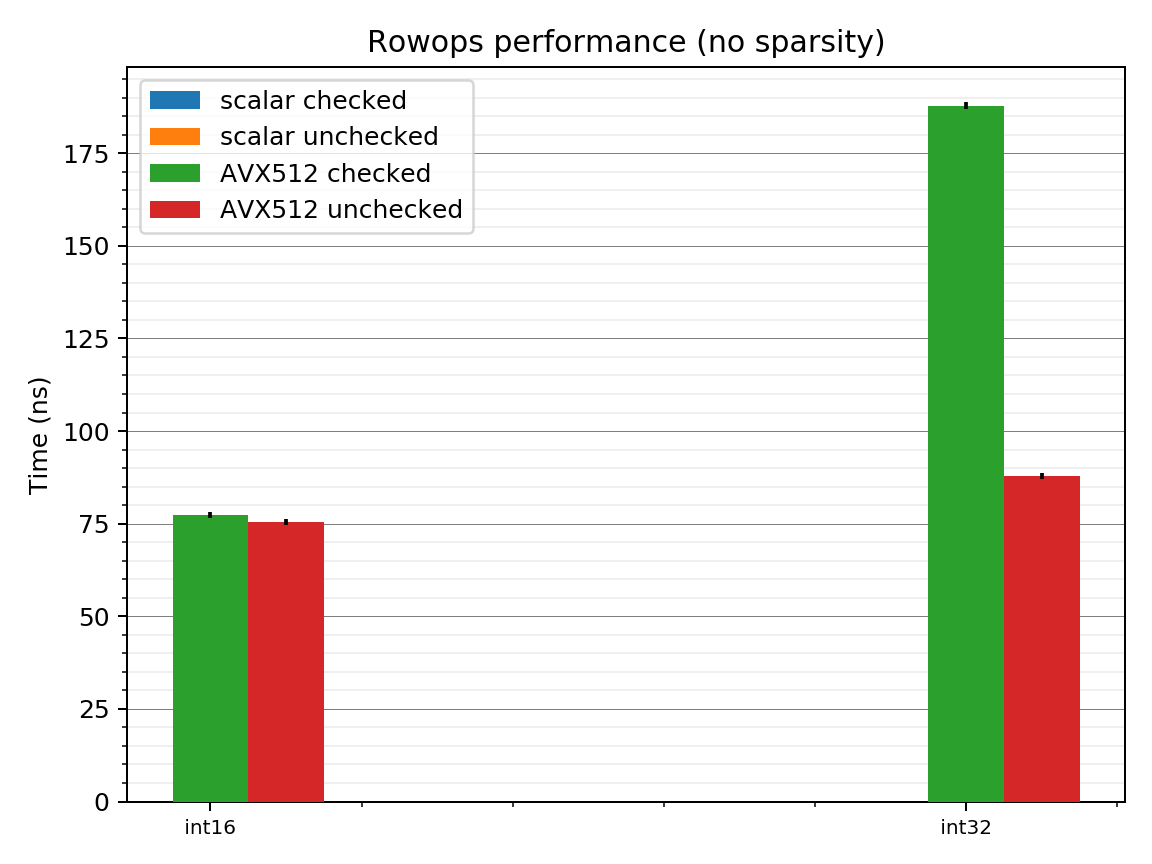 Rowops performance (no sparsity)
scalar checked
scalar unchecked
AVX512 checked
AVX512 unchecked
Time (ns)
175
150
125
100
75
50
25
0
int16
int32